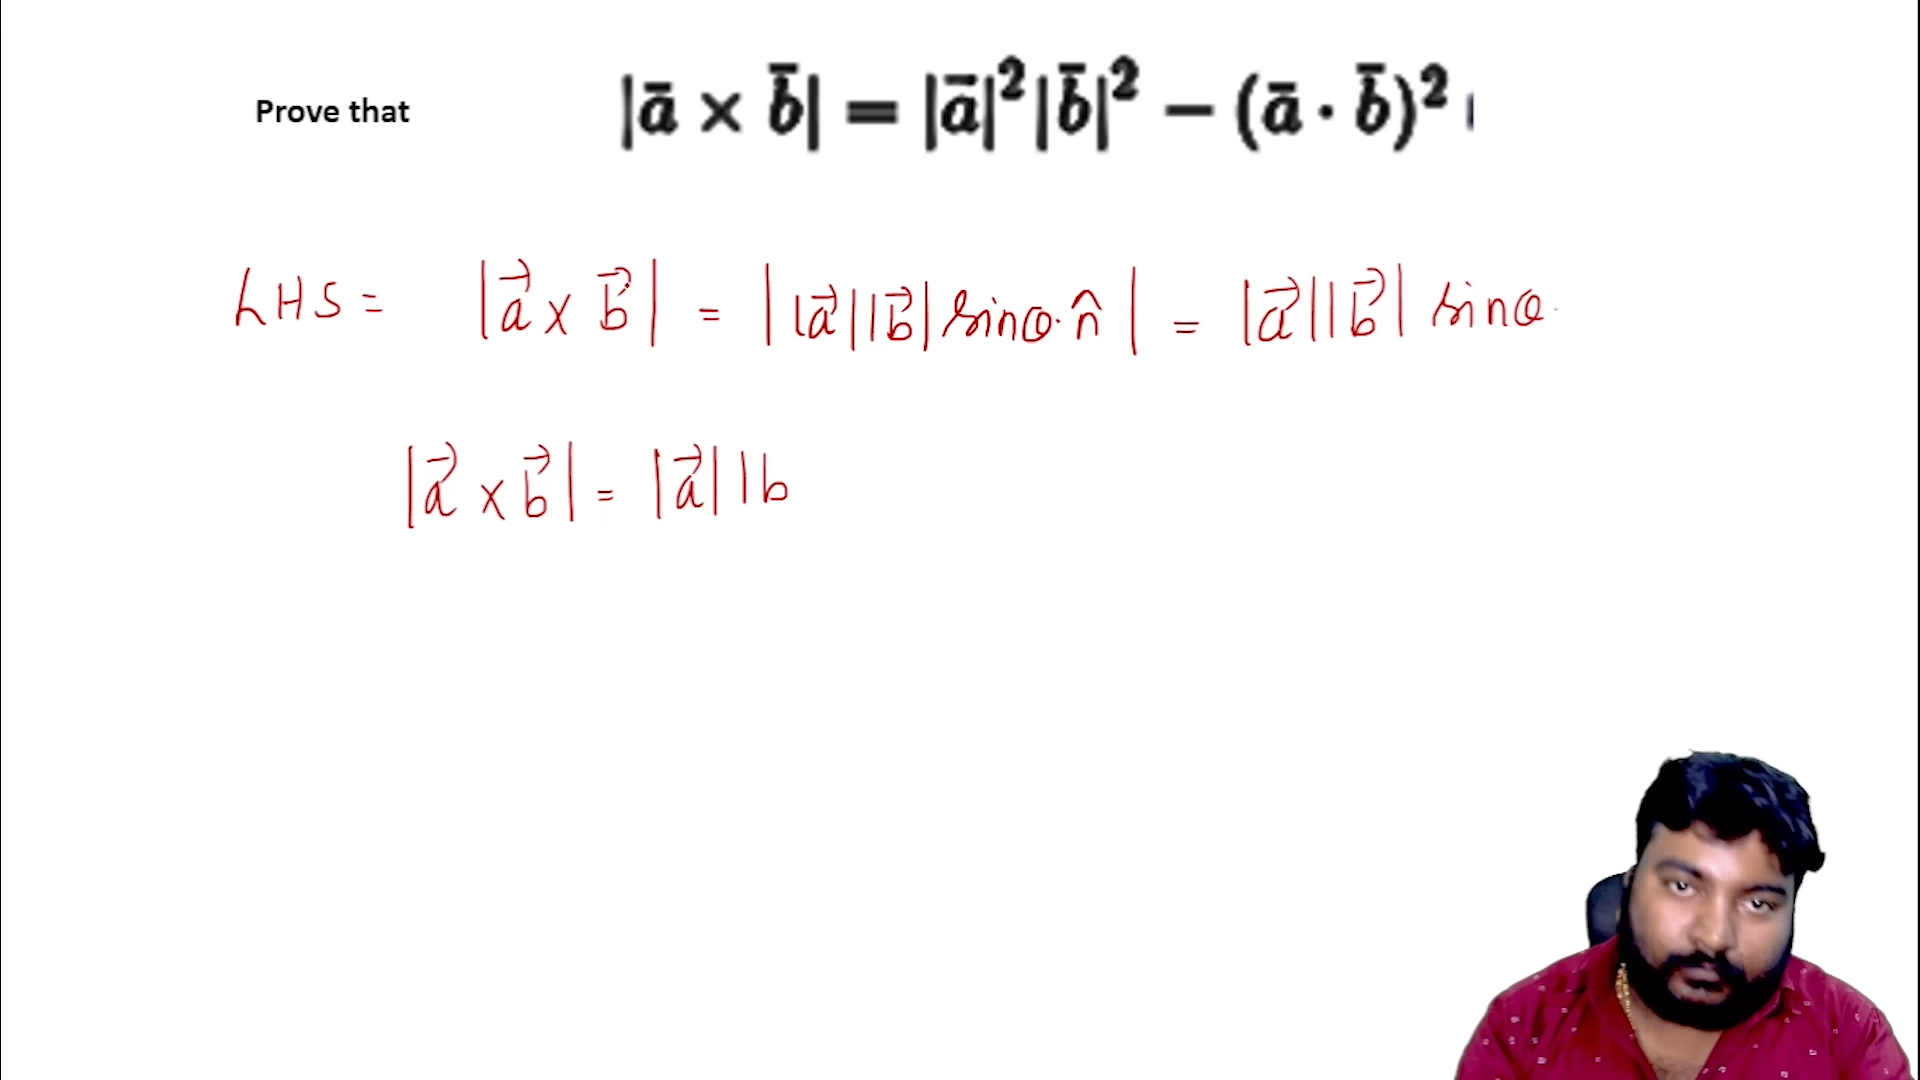 Prove that |ā × b̄| = |ā|²|b̄|² − (ā · b̄)²
LHS = |a⃗ × b⃗| = | |a⃗||b⃗| sinθ · n̂ | = |a⃗||b⃗| sinθ.
|a⃗ × b⃗| = |a⃗| |b